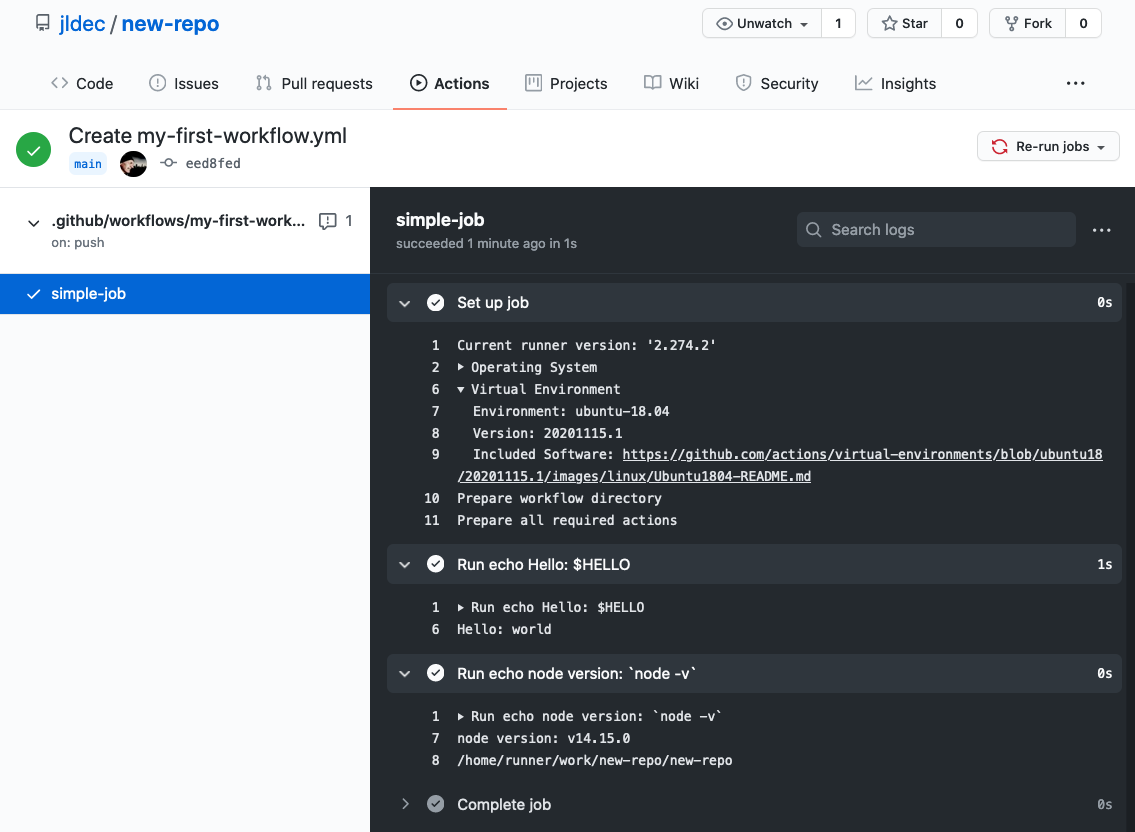 jldec / new-repo
Unwatch 1 Star 0 Fork 0
Code Issues Pull requests Actions Projects Wiki Security Insights ...
Create my-first-workflow.yml
main eed8fed
Re-run jobs
.github/workflows/my-first-work... 1
on: push
simple-job
simple-job
succeeded 1 minute ago in 1s
Search logs
Set up job 0s
1 Current runner version: '2.274.2'
2 Operating System
6 Virtual Environment
7 Environment: ubuntu-18.04
8 Version: 20201115.1
9 Included Software: https://github.com/actions/virtual-environments/blob/ubuntu18
/20201115.1/images/linux/Ubuntu1804-README.md
10 Prepare workflow directory
11 Prepare all required actions
Run echo Hello: $HELLO 1s
1 Run echo Hello: $HELLO
6 Hello: world
Run echo node version: `node -v` 0s
1 Run echo node version: `node -v`
7 node version: v14.15.0
8 /home/runner/work/new-repo/new-repo
Complete job 0s